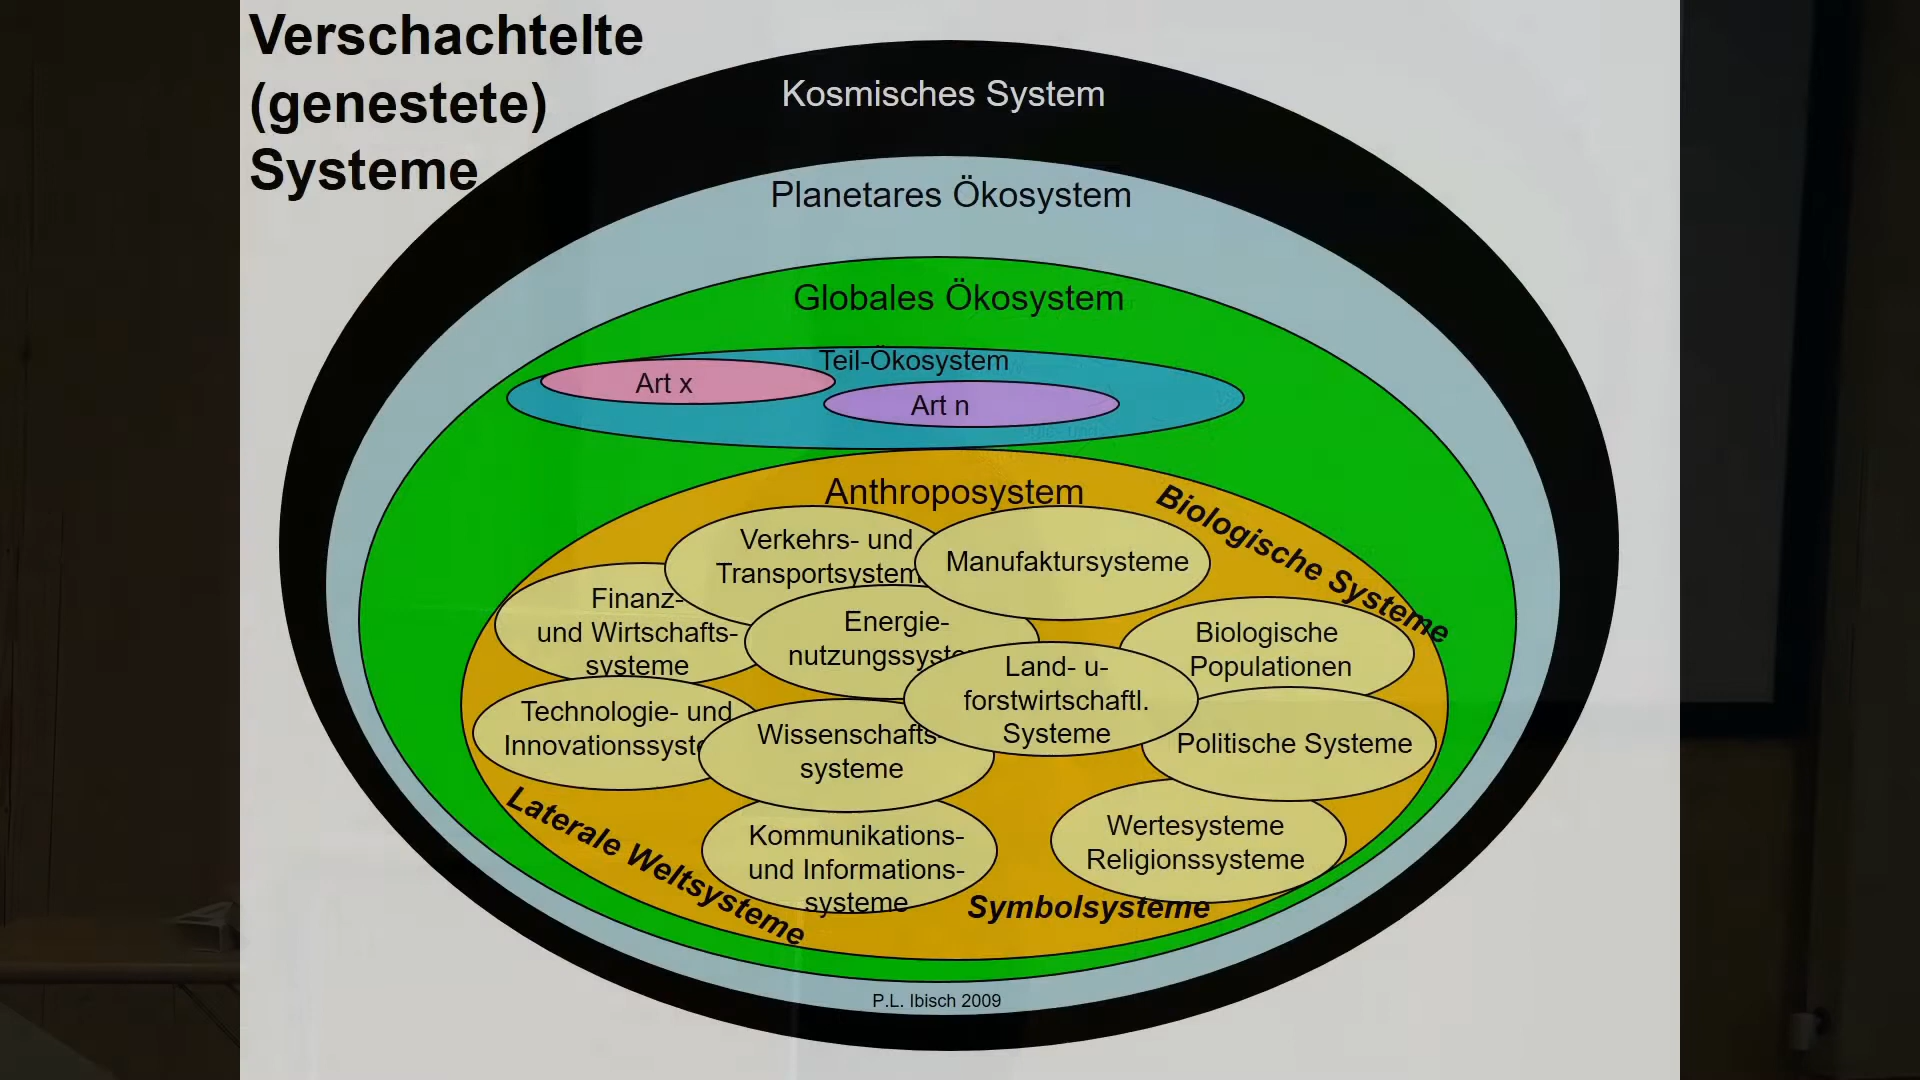 Verschachtelte
(genestete)
Systeme
Kosmisches System
Planetares Ökosystem
Globales Ökosystem
Teil-Ökosystem
Art x
Art n
Anthroposystem
Biologische Systeme
Verkehrs- und
Transportsystem
Manufaktursysteme
Finanz-
und Wirtschafts-
systeme
Energie-
nutzungssyste
Biologische
Populationen
Land- u-
forstwirtschaftl.
Systeme
Technologie- und
Innovationssyste
Wissenschafts-
systeme
Politische Systeme
Laterale Weltsysteme
Kommunikations-
und Informations-
systeme
Wertesysteme
Religionssysteme
Symbolsysteme
P.L. Ibisch 2009